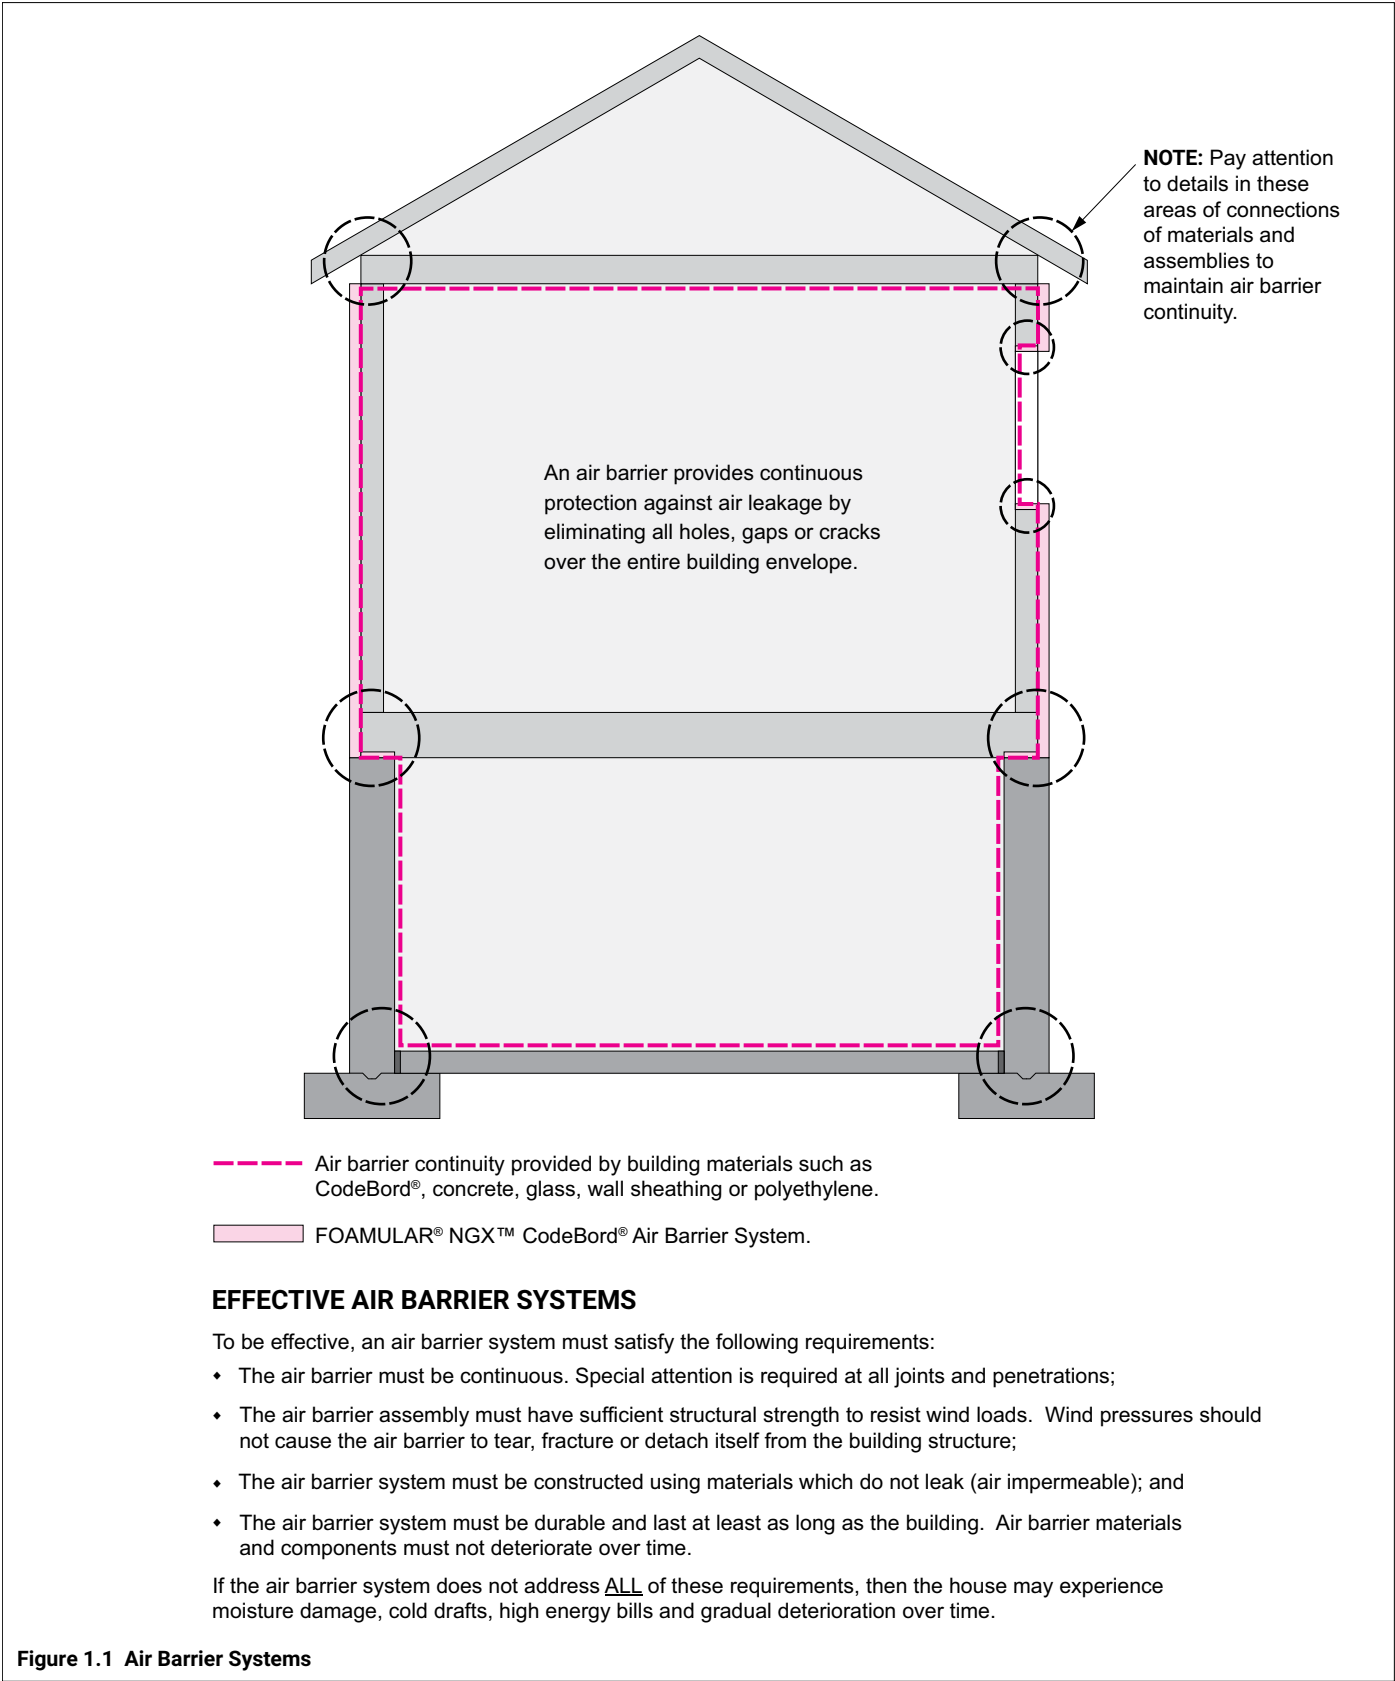 NOTE: Pay attention
to details in these
areas of connections
of materials and
assemblies to
maintain air barrier
continuity.
An air barrier provides continuous
protection against air leakage by
eliminating all holes, gaps or cracks
over the entire building envelope.
Air barrier continuity provided by building materials such as
CodeBord®, concrete, glass, wall sheathing or polyethylene.
FOAMULAR® NGX™ CodeBord® Air Barrier System.
EFFECTIVE AIR BARRIER SYSTEMS
To be effective, an air barrier system must satisfy the following requirements:
◆ The air barrier must be continuous. Special attention is required at all joints and penetrations;
◆ The air barrier assembly must have sufficient structural strength to resist wind loads.  Wind pressures should
not cause the air barrier to tear, fracture or detach itself from the building structure;
◆ The air barrier system must be constructed using materials which do not leak (air impermeable); and
◆ The air barrier system must be durable and last at least as long as the building.  Air barrier materials
and components must not deteriorate over time.
If the air barrier system does not address ALL of these requirements, then the house may experience
moisture damage, cold drafts, high energy bills and gradual deterioration over time.
Figure 1.1  Air Barrier Systems